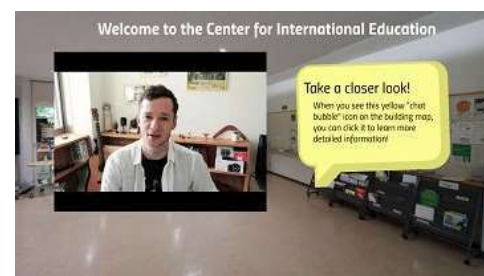 Welcome to the Center for International Education
Take a closer look!
When you see this yellow "chat
bubble" icon on the building map,
you can click it to learn more
detailed information!